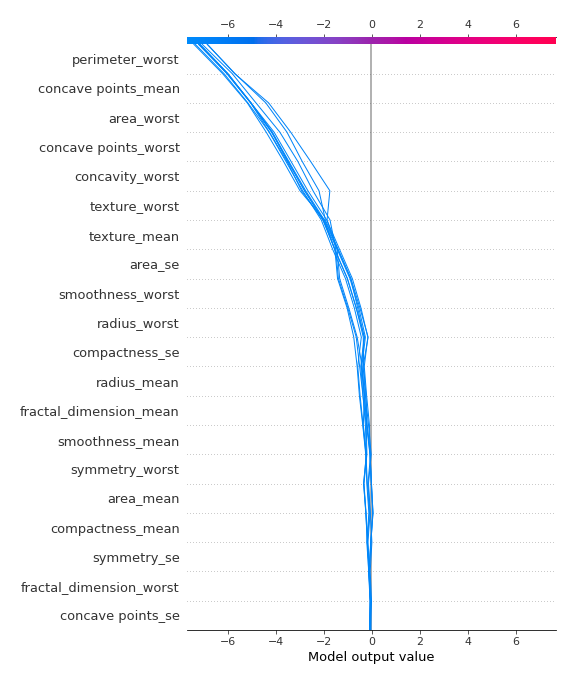 −6 −4 −2 0 2 4 6
perimeter_worst
concave points_mean
area_worst
concave points_worst
concavity_worst
texture_worst
texture_mean
area_se
smoothness_worst
radius_worst
compactness_se
radius_mean
fractal_dimension_mean
smoothness_mean
symmetry_worst
area_mean
compactness_mean
symmetry_se
fractal_dimension_worst
concave points_se
−6 −4 −2 0 2 4 6
Model output value